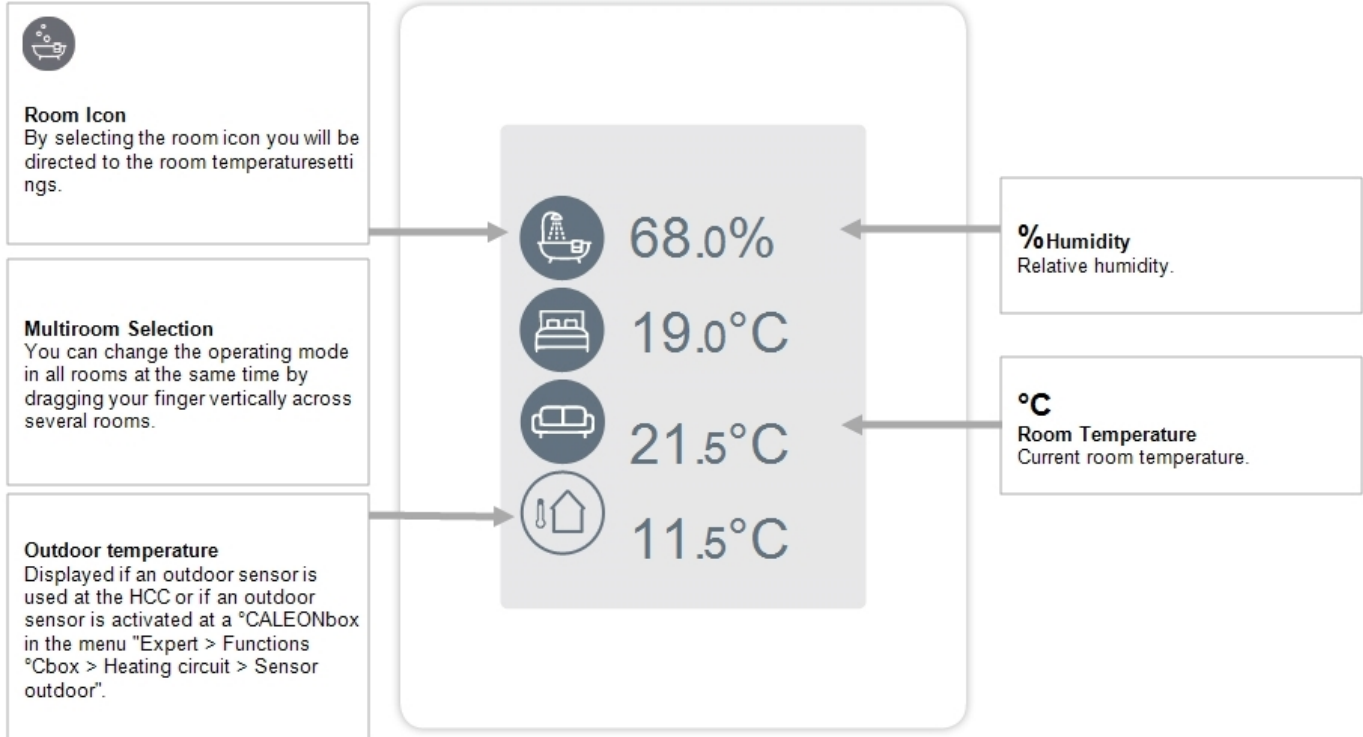 Room Icon
By selecting the room icon you will be
directed to the room temperaturesetti
ngs.
Multiroom Selection
You can change the operating mode
in all rooms at the same time by
dragging your finger vertically across
several rooms.
Outdoor temperature
Displayed if an outdoor sensor is
used at the HCC or if an outdoor
sensor is activated at a °CALEONbox
in the menu "Expert > Functions
°Cbox > Heating circuit > Sensor
outdoor".
68.0%
19.0°C
21.5°C
11.5°C
%Humidity
Relative humidity.
°C
Room Temperature
Current room temperature.